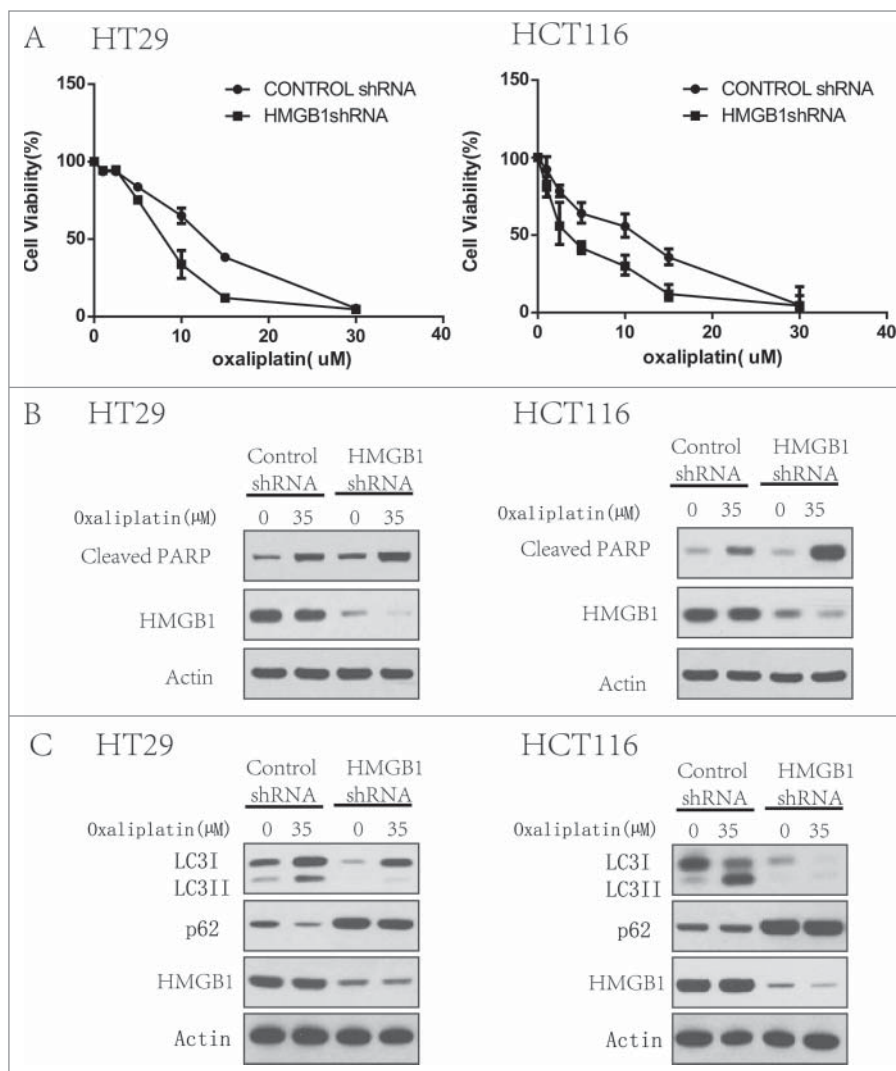 A HT29 HCT116
150
100
50
0
Cell Viability(%)
CONTROL shRNA
HMGB1shRNA
0 10 20 30 40
oxaliplatin( uM)
150
100
50
0
Cell Viability(%)
CONTROL shRNA
HMGB1shRNA
0 10 20 30 40
oxaliplatin( uM)
B HT29 HCT116
Control HMGB1
shRNA shRNA
Oxaliplatin(μM) 0 35 0 35
Cleaved PARP
HMGB1
Actin
Control HMGB1
shRNA shRNA
Oxaliplatin(μM) 0 35 0 35
Cleaved PARP
HMGB1
Actin
C HT29 HCT116
Control HMGB1
shRNA shRNA
Oxaliplatin(μM) 0 35 0 35
LC3I
LC3II
p62
HMGB1
Actin
Control HMGB1
shRNA shRNA
Oxaliplatin(μM) 0 35 0 35
LC3I
LC3II
p62
HMGB1
Actin